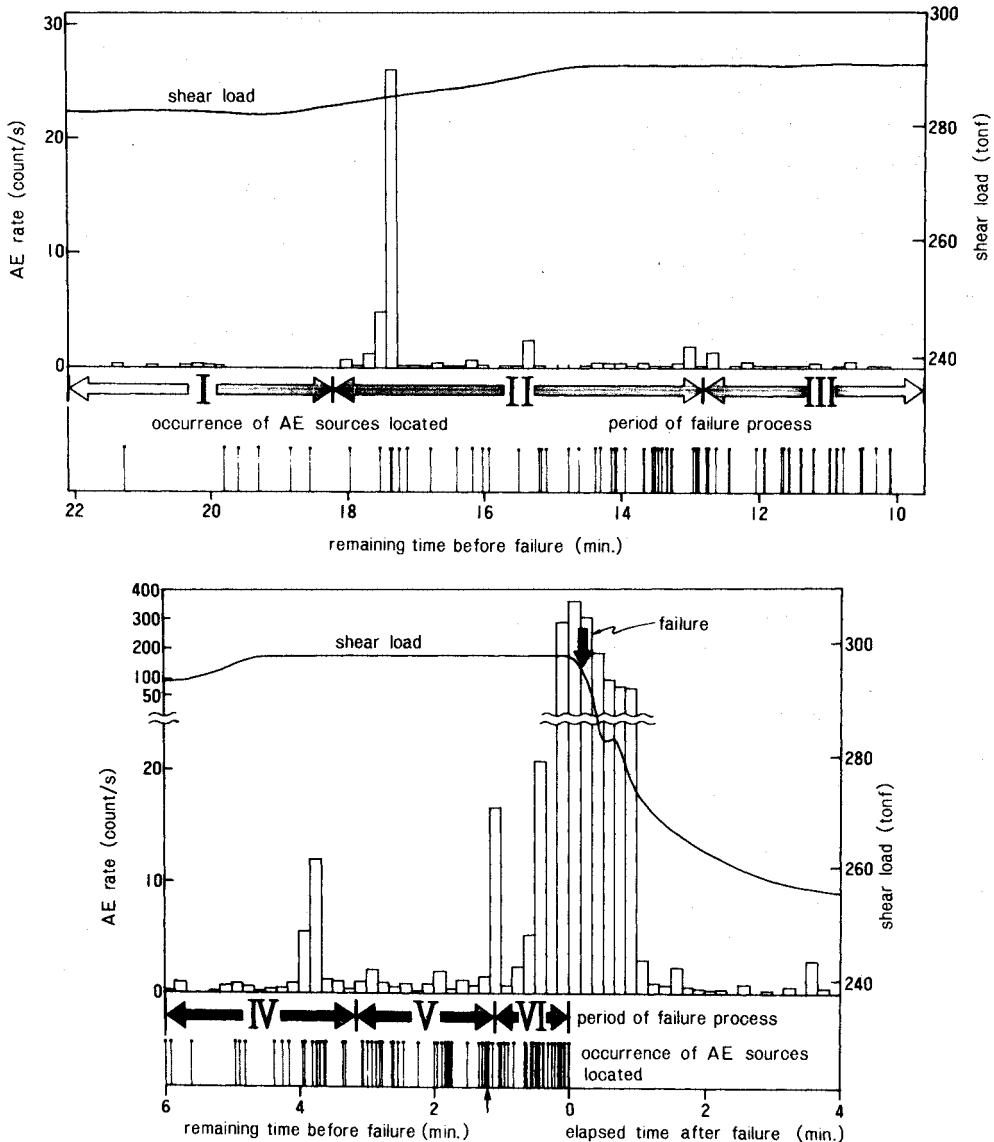 30
20
10
0
AE rate (count/s)
300
280
260
240
shear load (tonf)
shear load
I
II
III
occurrence of AE sources located
period of failure process
22
20
18
16
14
12
10
remaining time before failure (min.)
400
300
200
100
50
20
10
0
AE rate (count/s)
300
280
260
240
shear load (tonf)
shear load
failure
IV
V
VI
period of failure process
occurrence of AE sources
located
6
4
2
0
2
4
remaining time before failure (min.)
elapsed time after failure (min.)